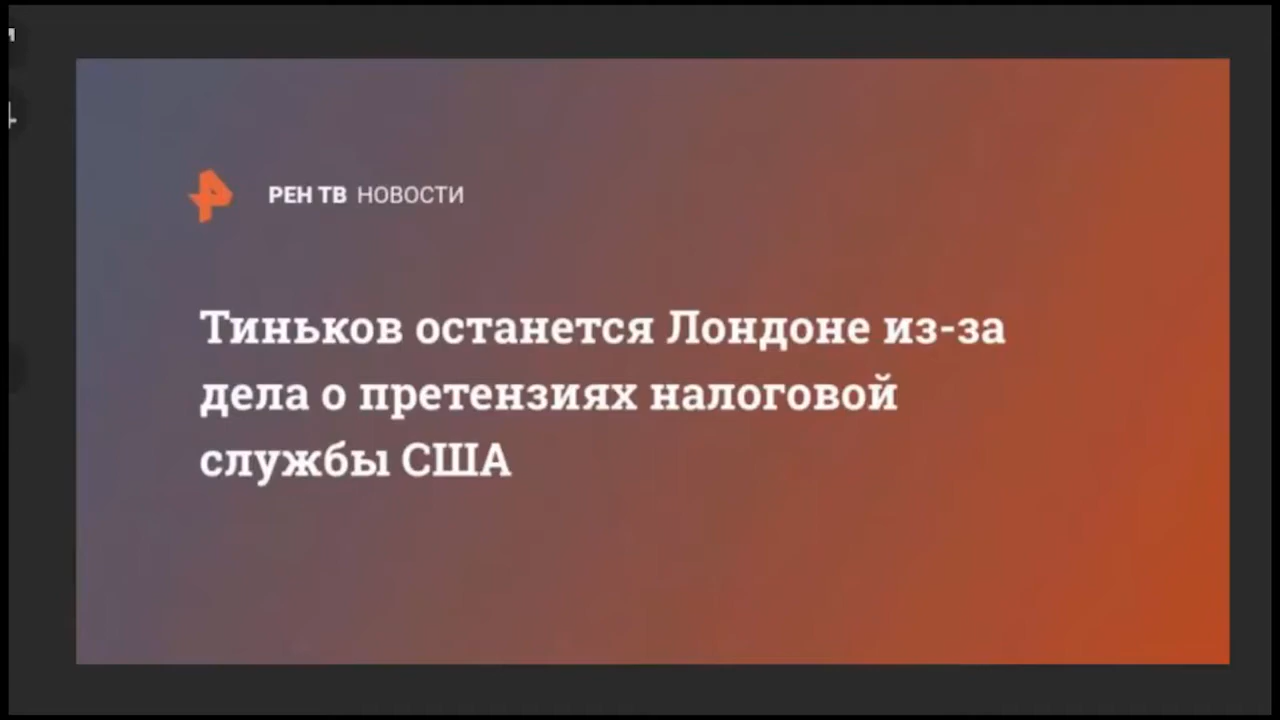 РЕН ТВ НОВОСТИ
Тиньков останется Лондоне из-за
дела о претензиях налоговой
службы США